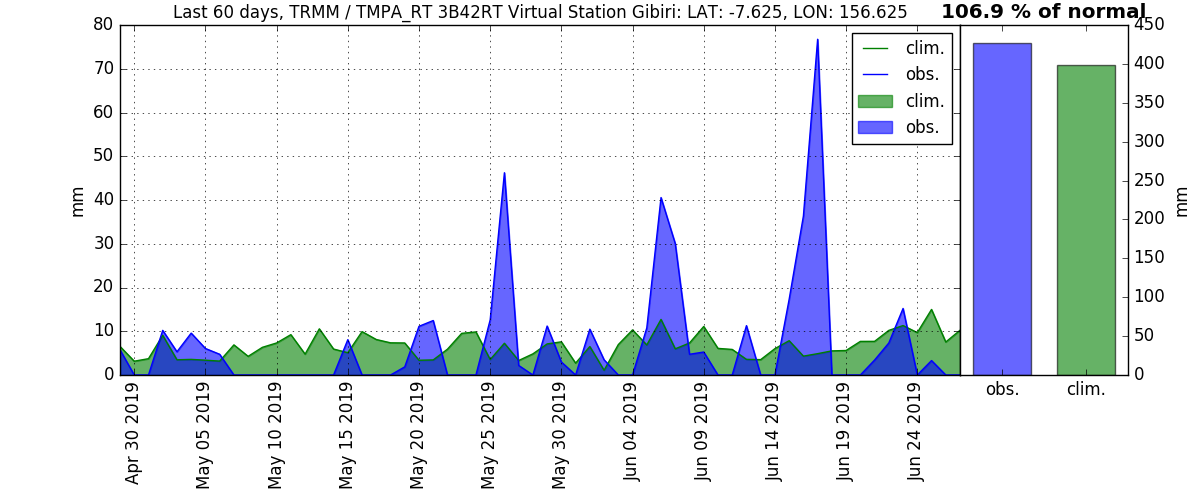 Last 60 days, TRMM / TMPA_RT 3B42RT Virtual Station Gibiri: LAT: -7.625, LON: 156.625
106.9 % of normal
80
70
60
50
40
30
20
10
0
mm
clim.
obs.
clim.
obs.
Apr 30 2019
May 05 2019
May 10 2019
May 15 2019
May 20 2019
May 25 2019
May 30 2019
Jun 04 2019
Jun 09 2019
Jun 14 2019
Jun 19 2019
Jun 24 2019
450
400
350
300
250
200
150
100
50
0
mm
obs.
clim.